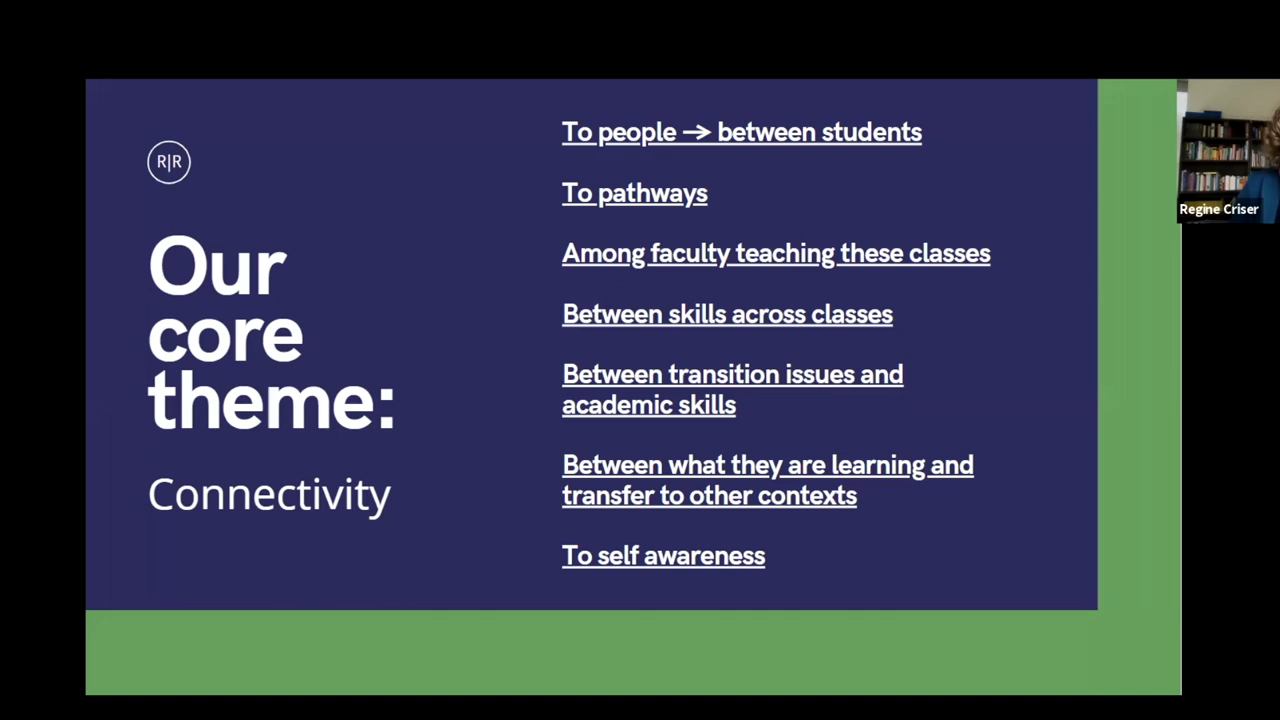 R|R
Our
core
theme:
Connectivity
To people → between students
To pathways
Among faculty teaching these classes
Between skills across classes
Between transition issues and
academic skills
Between what they are learning and
transfer to other contexts
To self awareness
Regine Criser